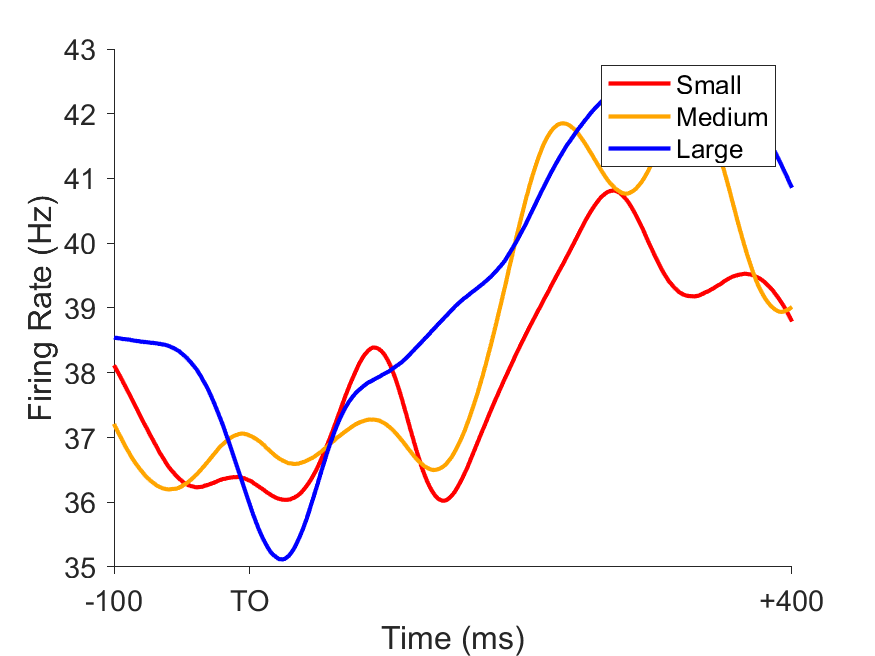 43
42
41
40
39
38
37
36
35
Firing Rate (Hz)
Small
Medium
Large
-100
TO
+400
Time (ms)